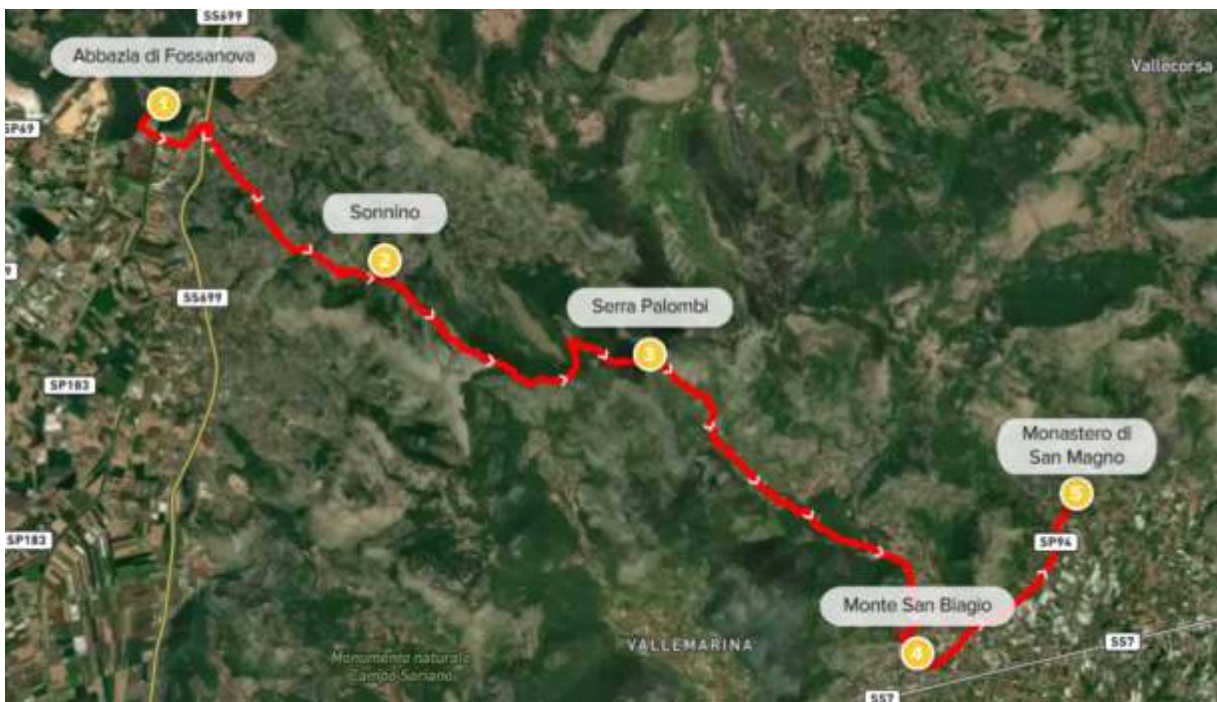 SS699
Abbazia di Fossanova
Vallecorsa
1
SP69
Sonnino
2
9
SS699
Serra Palombi
3
SP183
Monastero di
San Magno
5
SP183
SP94
Monte San Biagio
4
VALLEMARINA
SS7
Monumento naturale
Campo Soriano
SS7